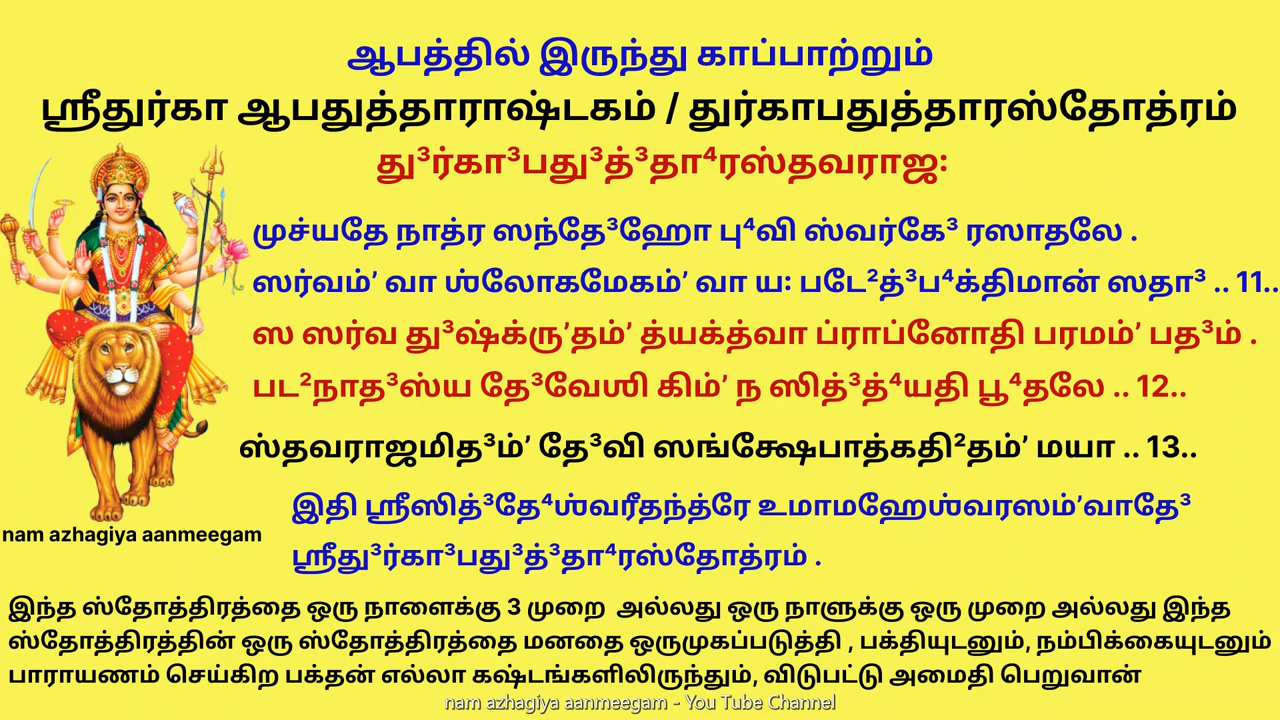 ஆபத்தில் இருந்து காப்பாற்றும்
ஸ்ரீதுர்கா ஆபதுத்தாராஷ்டகம் / துர்காபதுத்தாரஸ்தோத்ரம்
து³ர்கா³பது³த்³தா⁴ரஸ்தவராஜ:
முச்யதே நாத்ர ஸந்தே³ஹோ பு⁴வி ஸ்வர்கே³ ரஸாதலே .
ஸர்வம்ʼ வா ஶ்லோகமேகம்ʼ வா ய: படே²த்³ப⁴க்திமான் ஸதா³ .. 11..
ஸ ஸர்வ து³ஷ்க்ருʼதம்ʼ த்யக்த்வா ப்ராப்னோதி பரமம்ʼ பத³ம் .
பட²நாத³ஸ்ய தே³வேஶி கிம்ʼ ந ஸித்³த்⁴யதி பூ⁴தலே .. 12..
ஸ்தவராஜமித³ம்ʼ தே³வி ஸங்க்ஷேபாத்கதி²தம்ʼ மயா .. 13..
இதி ஸ்ரீஸித்³தே⁴ஶ்வரீதந்த்ரே உமாமஹேஶ்வரஸம்ʼவாதே³
ஸ்ரீது³ர்கா³பது³த்³தா⁴ரஸ்தோத்ரம் .
nam azhagiya aanmeegam
இந்த ஸ்தோத்திரத்தை ஒரு நாளைக்கு 3 முறை அல்லது ஒரு நாளுக்கு ஒரு முறை அல்லது இந்த
ஸ்தோத்திரத்தின் ஒரு ஸ்தோத்திரத்தை மனதை ஒருமுகப்படுத்தி , பக்தியுடனும், நம்பிக்கையுடனும்
பாராயணம் செய்கிற பக்தன் எல்லா கஷ்டங்களிலிருந்தும், விடுபட்டு அமைதி பெறுவான்
nam azhagiya aanmeegam - You Tube Channel